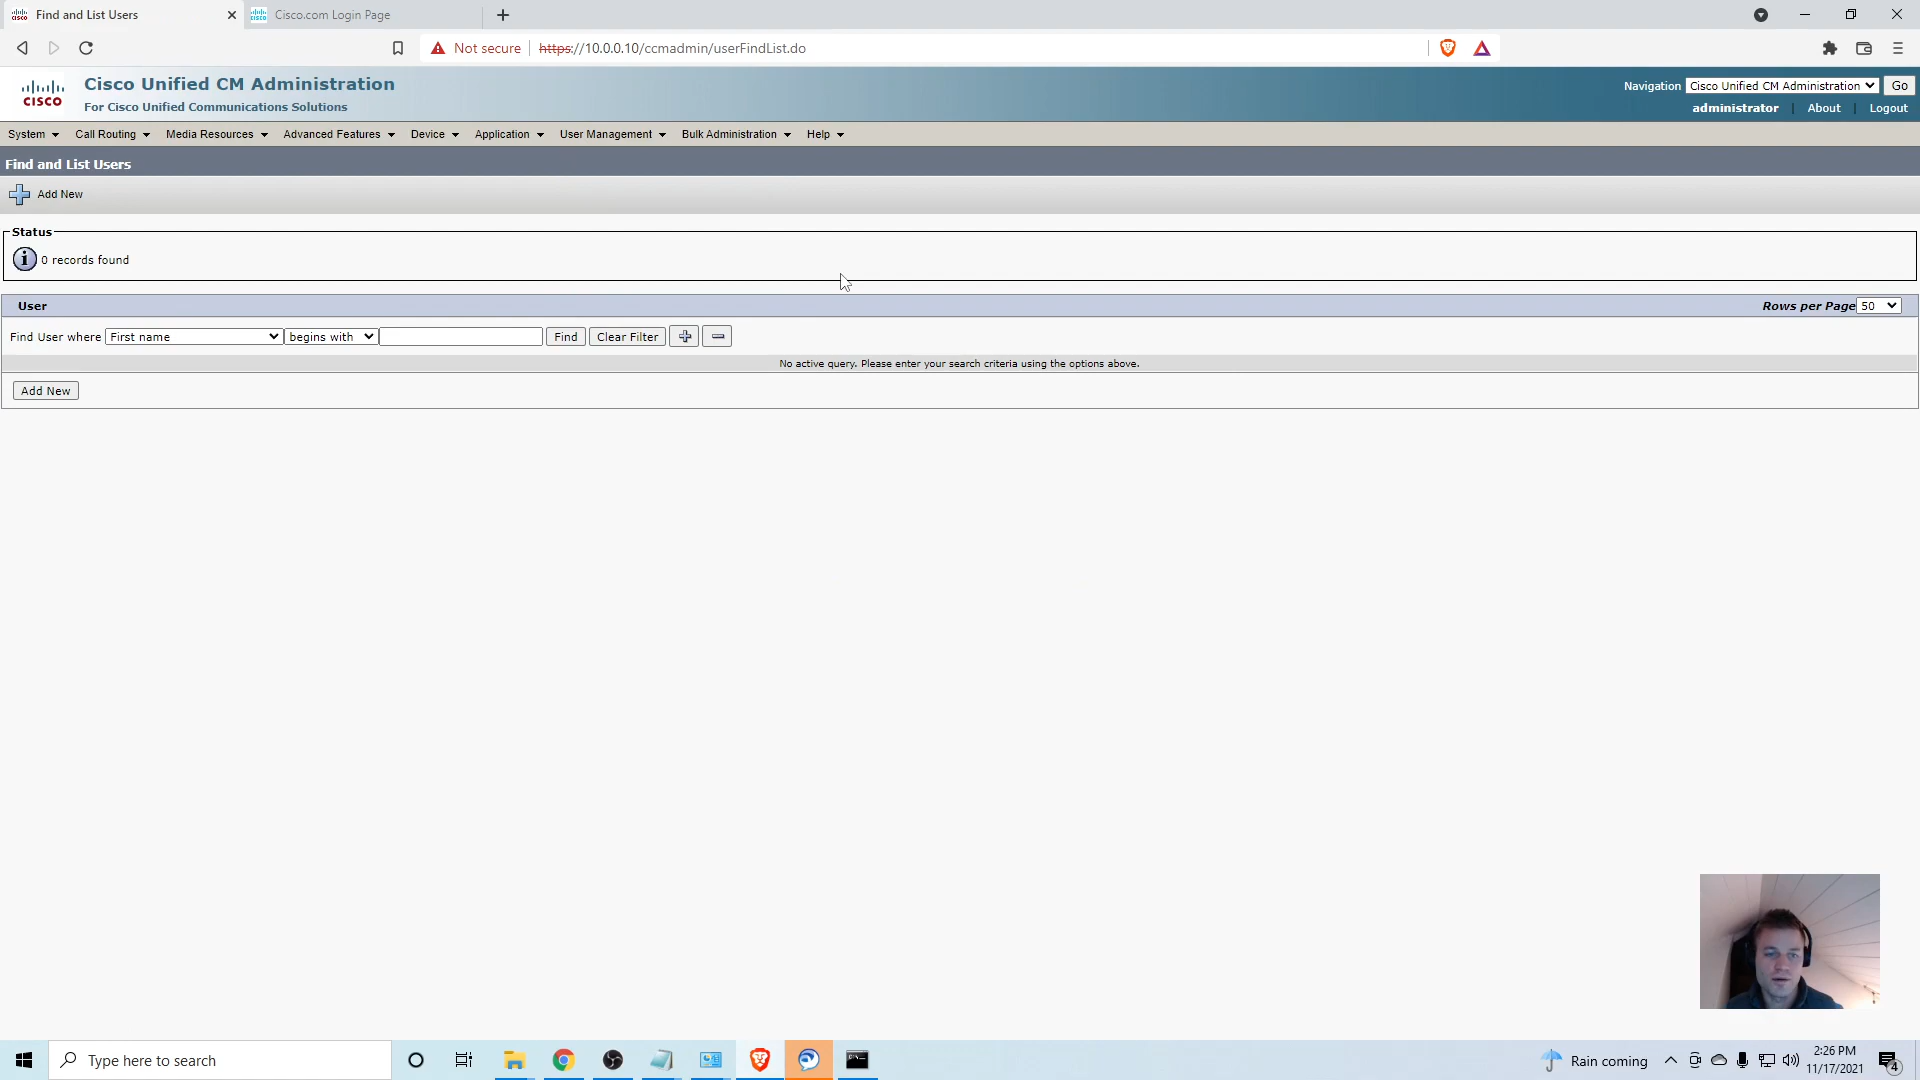 Find and List Users
Cisco.com Login Page
Not secure
https://10.0.0.10/ccmadmin/userFindList.do
CISCO
Cisco Unified CM Administration
For Cisco Unified Communications Solutions
Navigation Cisco Unified CM Administration Go
administrator | About | Logout
System Call Routing Media Resources Advanced Features Device Application User Management Bulk Administration Help
Find and List Users
Add New
Status
0 records found
User
Rows per Page 50
Find User where First name begins with Find Clear Filter
No active query. Please enter your search criteria using the options above.
Add New
Type here to search
Rain coming
2:26 PM
11/17/2021
4